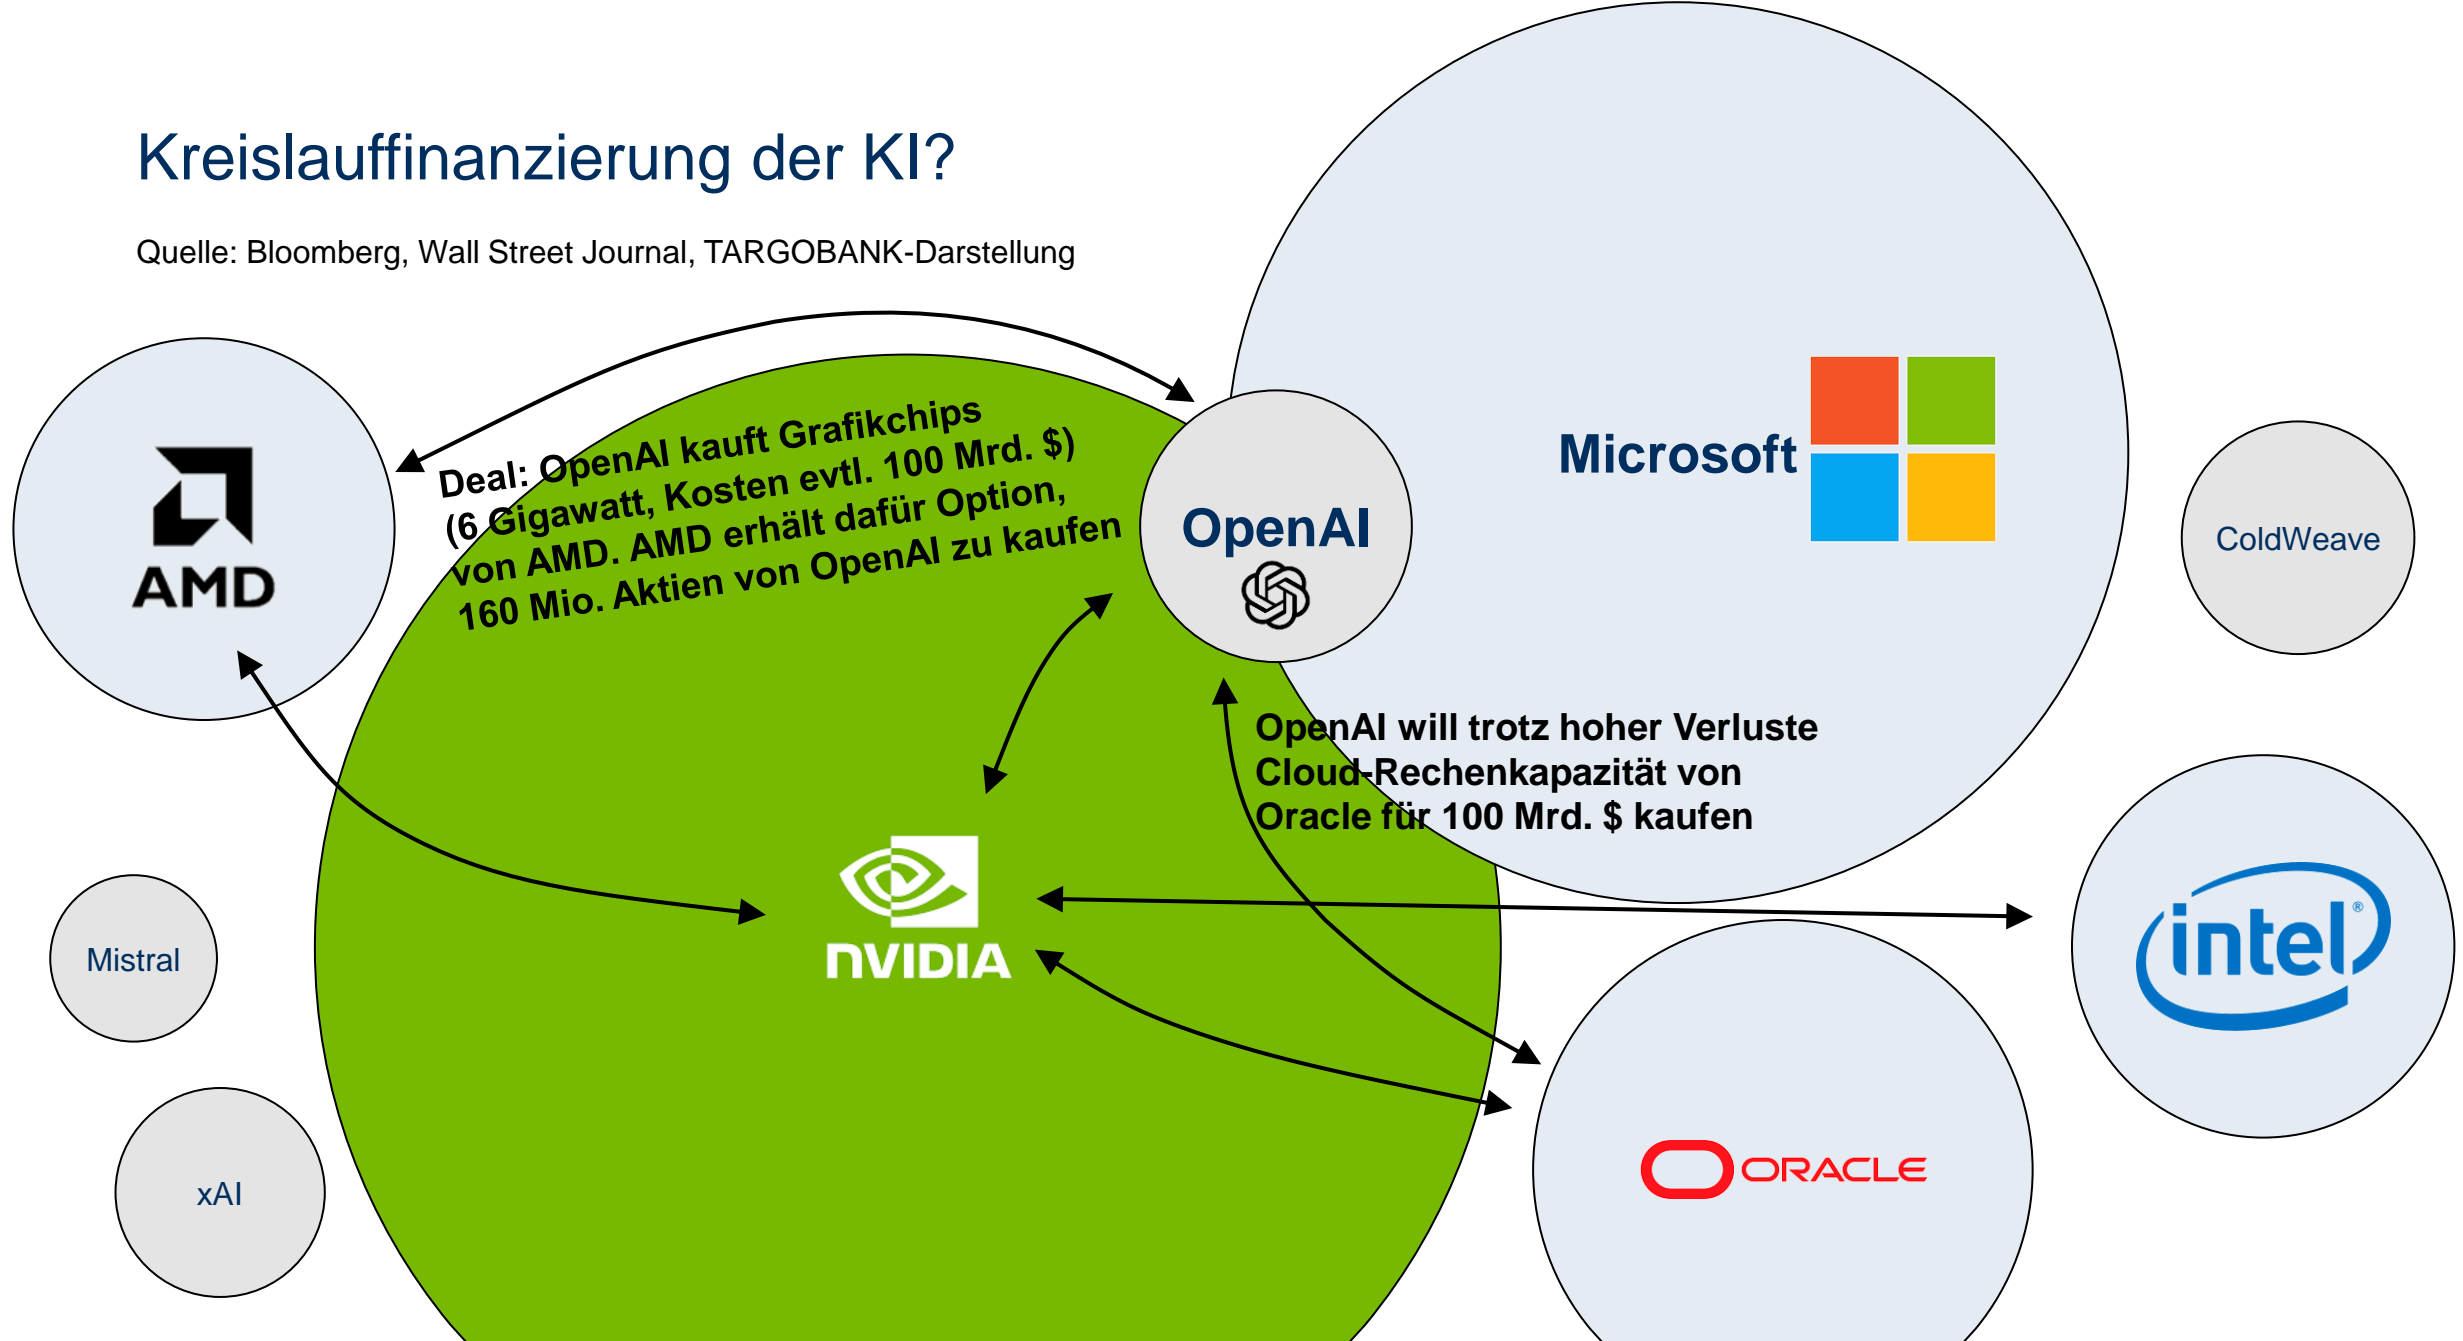 Kreislauffinanzierung der KI?
Quelle: Bloomberg, Wall Street Journal, TARGOBANK-Darstellung
Deal: OpenAI kauft Grafikchips
(6 Gigawatt, Kosten evtl. 100 Mrd. $)
von AMD. AMD erhält dafür Option,
160 Mio. Aktien von OpenAI zu kaufen
AMD
OpenAI
Microsoft
ColdWeave
OpenAI will trotz hoher Verluste
Cloud-Rechenkapazität von
Oracle für 100 Mrd. $ kaufen
NVIDIA
intel®
Mistral
xAI
ORACLE